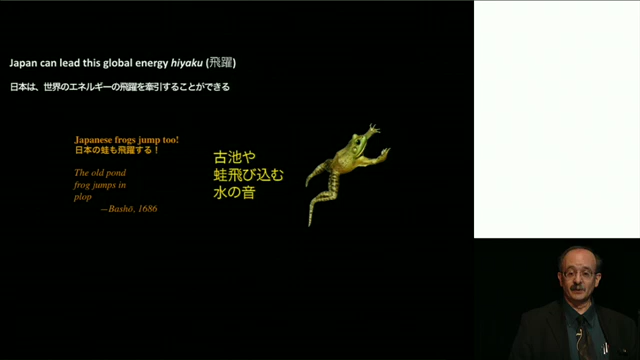 Japan can lead this global energy hiyaku (飛躍)
日本は、世界のエネルギーの飛躍を牽引することができる
Japanese frogs jump too!
日本の蛙も飛躍する！
The old pond
frog jumps in
plop
—Bashō, 1686
古池や
蛙飛び込む
水の音